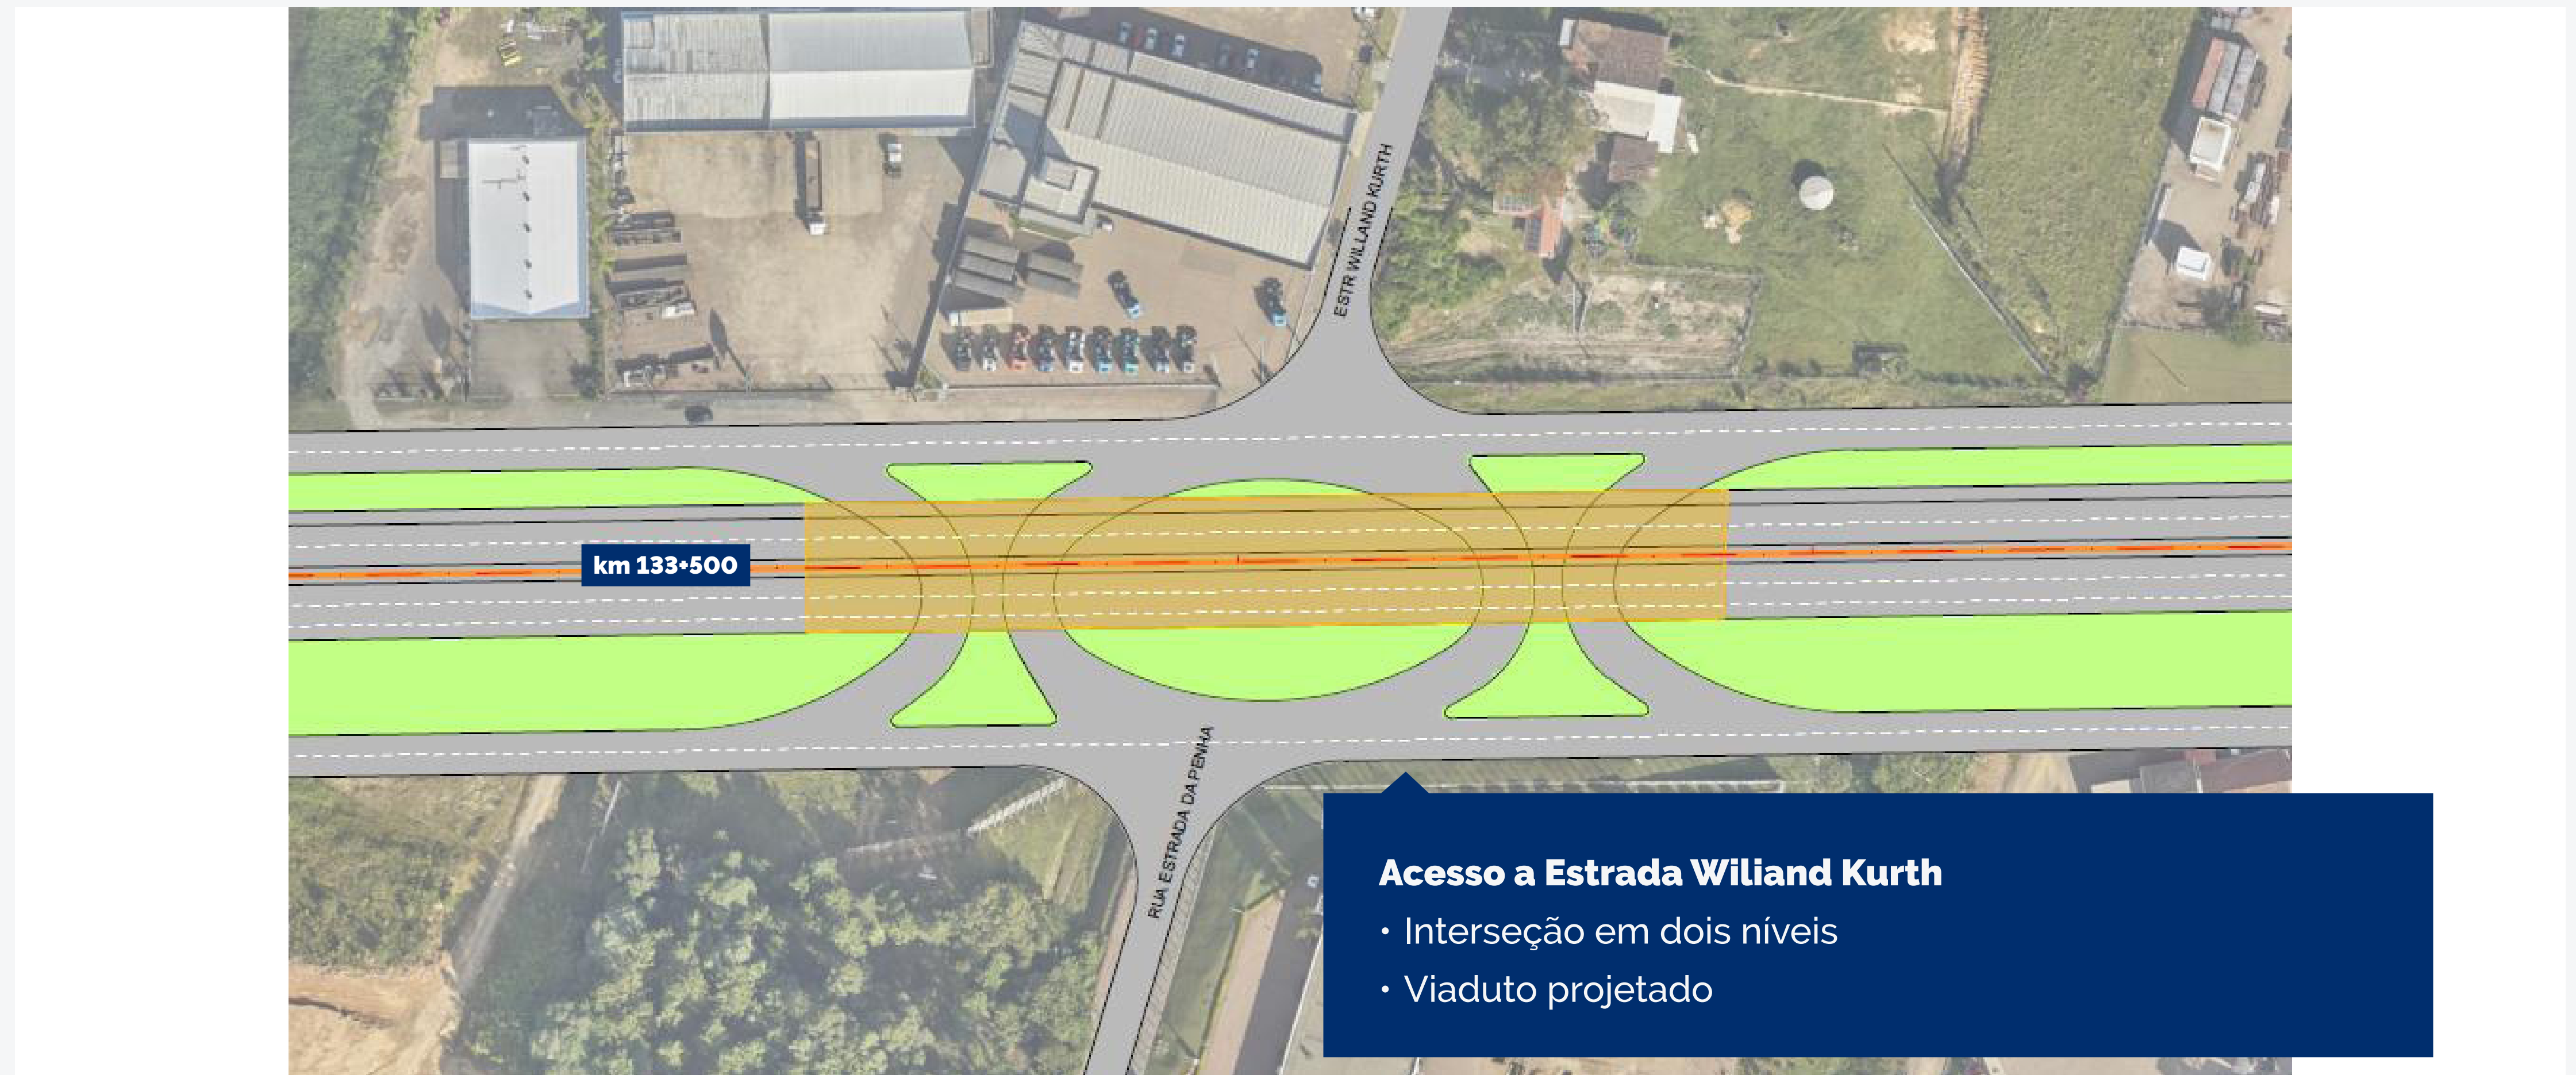 ESTR WILLAND KURTH
km 133+500
RUA ESTRADA DA PENHA
Acesso a Estrada Wiliand Kurth
• Interseção em dois níveis
• Viaduto projetado